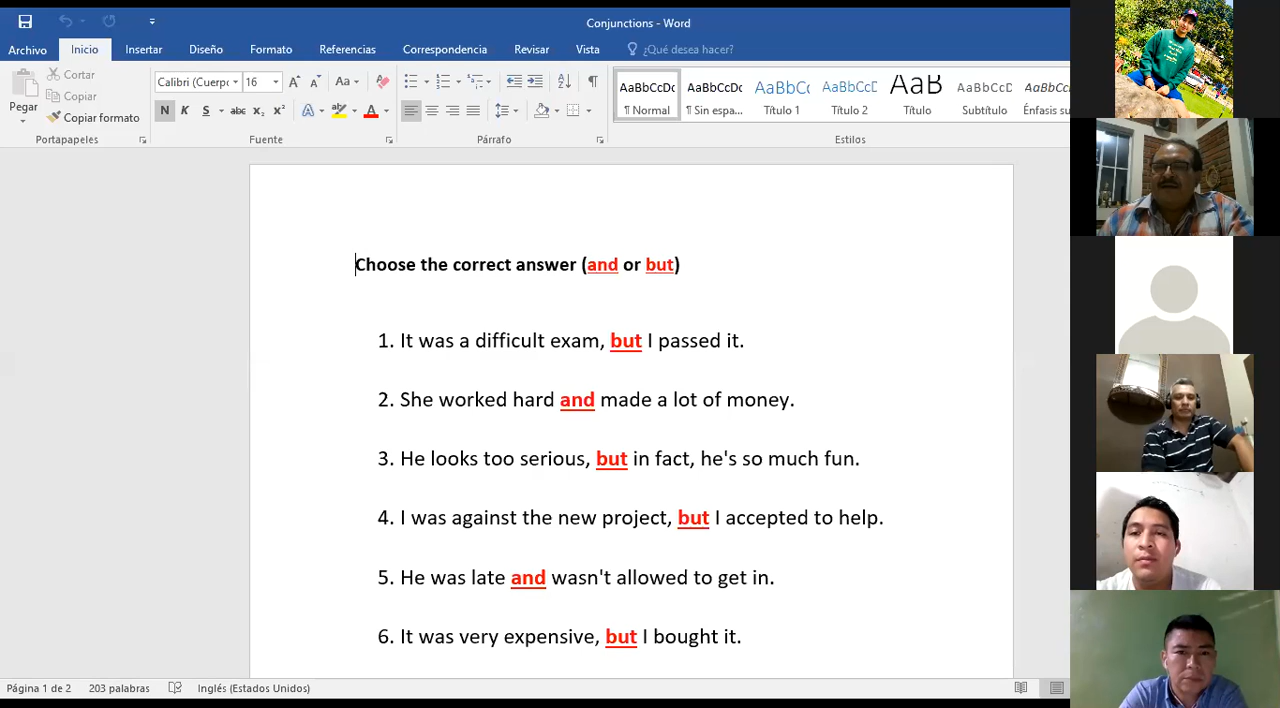 Conjunctions - Word
Archivo Inicio Insertar Diseño Formato Referencias Correspondencia Revisar Vista ¿Qué desea hacer?
Pegar
Cortar
Copiar
Copiar formato
Portapapeles
Calibri (Cuerpo 16
Aa
N K S abc x₂ x²
A
Fuente
Párrafo
AaBbCcDc AaBbCcDc AaBbCc AaBbCcD AaB AaBbCcD AaBbCcD
¶ Normal ¶ Sin espa... Título 1 Título 2 Título Subtítulo Énfasis su
Estilos
Choose the correct answer (and or but)
1. It was a difficult exam, but I passed it.
2. She worked hard and made a lot of money.
3. He looks too serious, but in fact, he's so much fun.
4. I was against the new project, but I accepted to help.
5. He was late and wasn't allowed to get in.
6. It was very expensive, but I bought it.
Página 1 de 2 203 palabras Inglés (Estados Unidos)